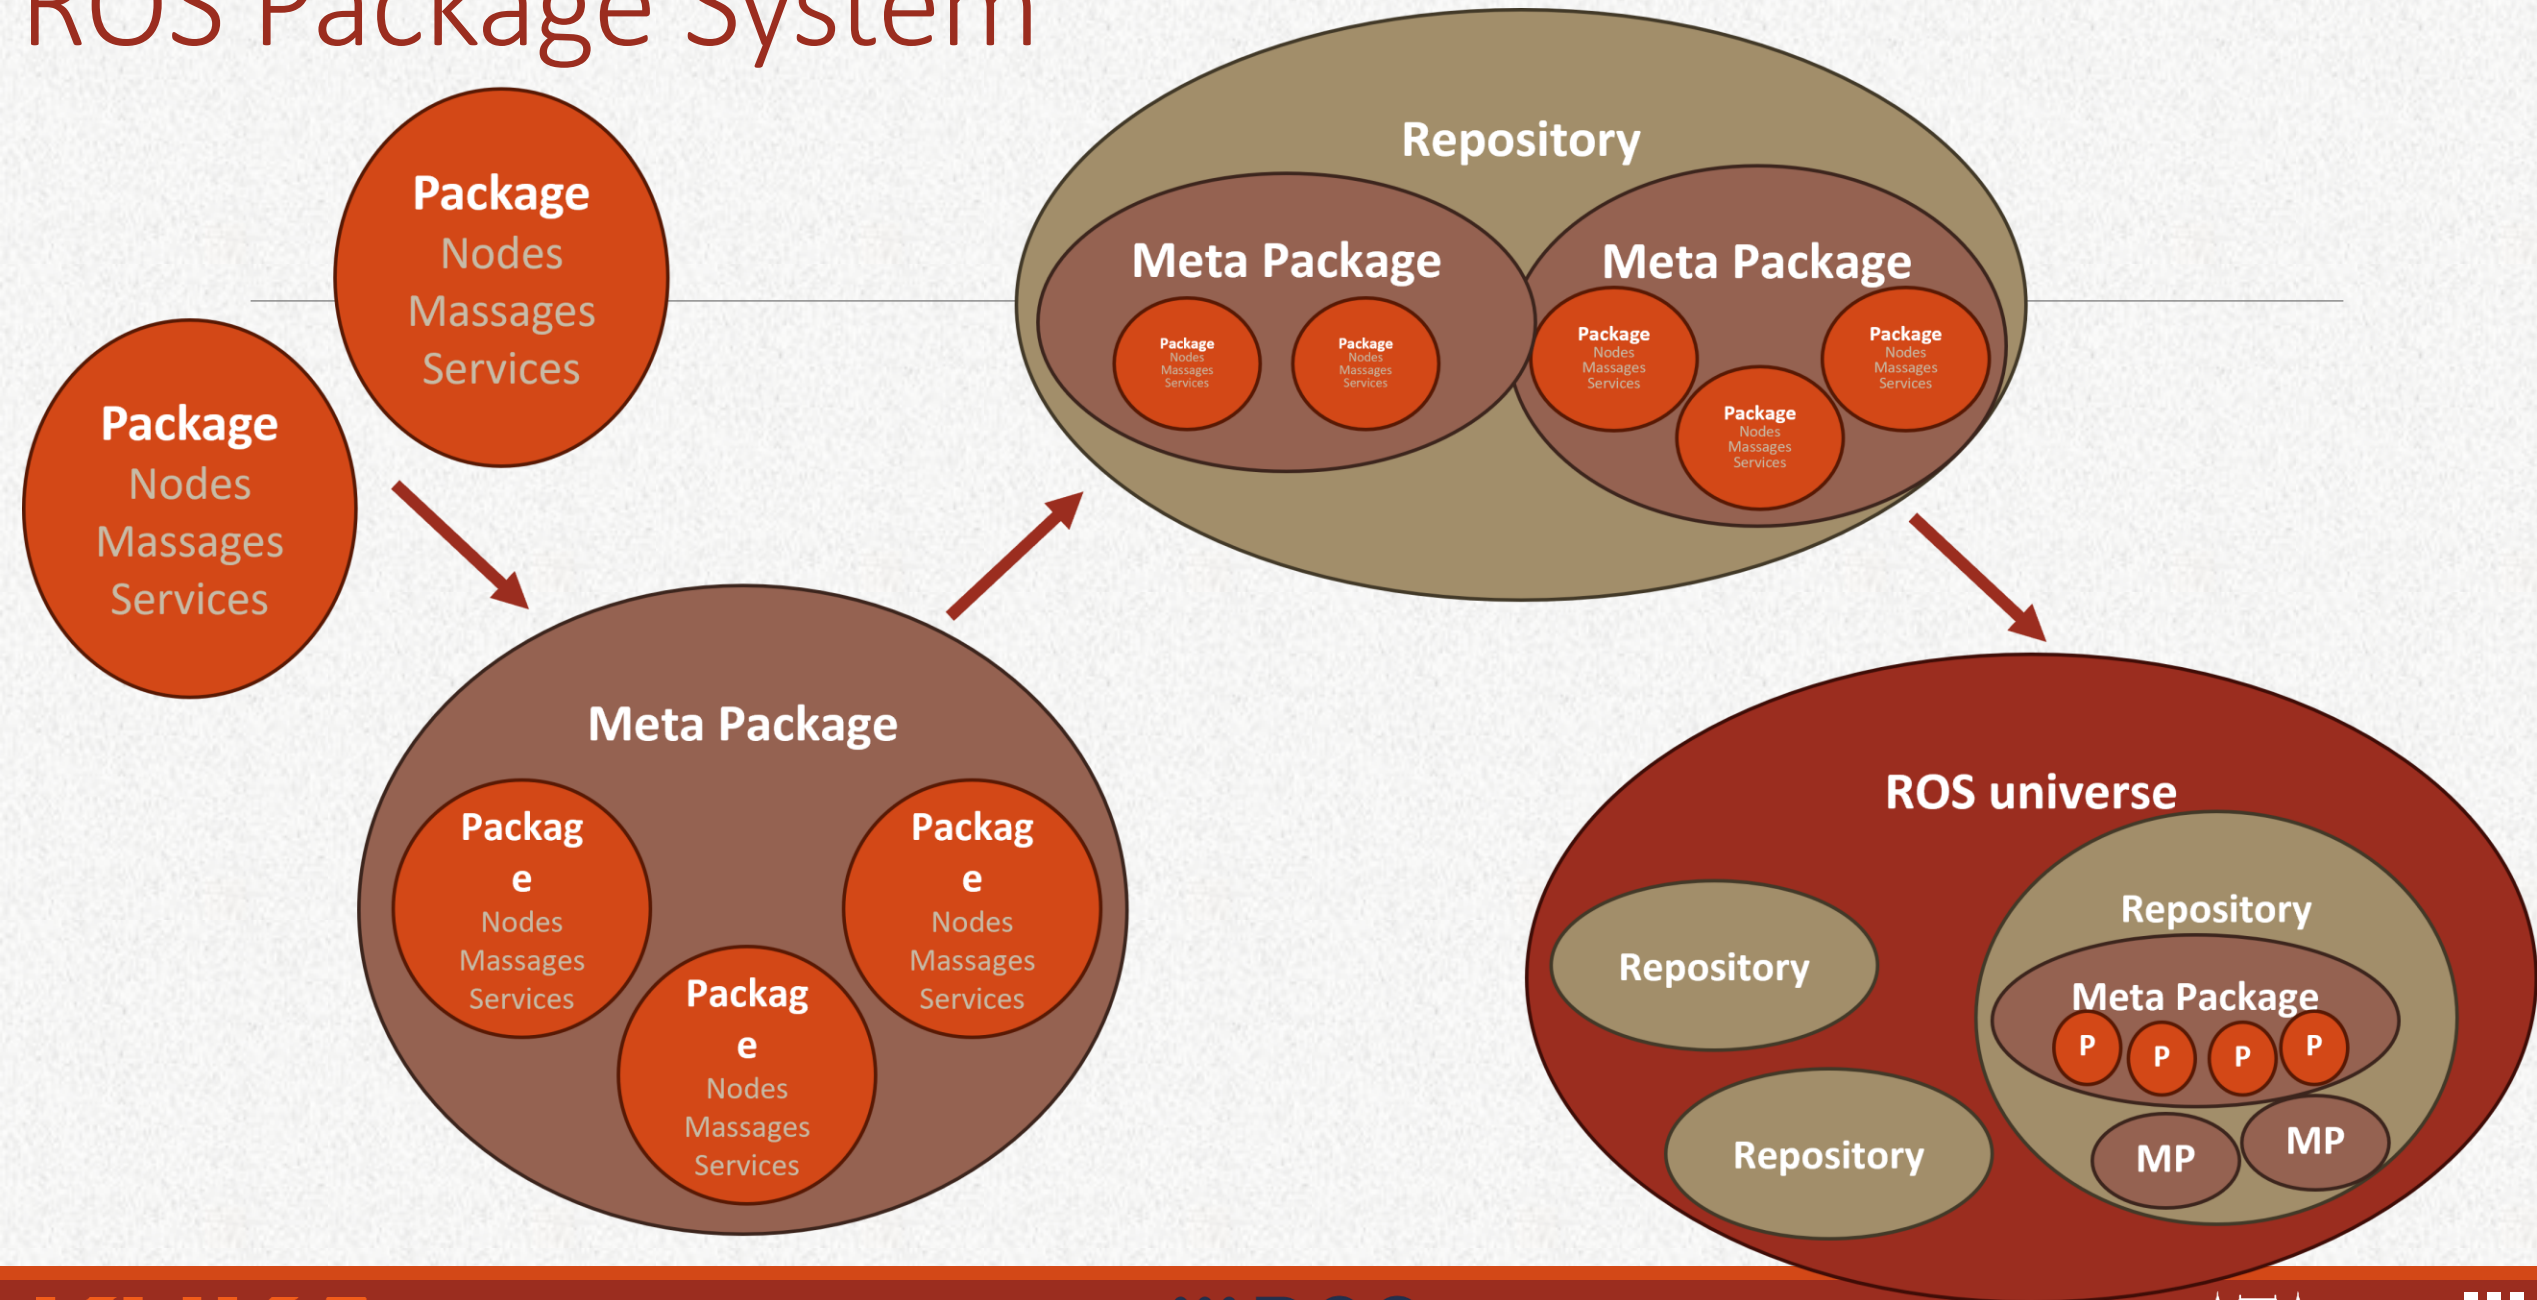 ROS Package System
Package
Nodes
Massages
Services
Package
Nodes
Massages
Services
Meta Package
Packag
e
Nodes
Massages
Services
Packag
e
Nodes
Massages
Services
Packag
e
Nodes
Massages
Services
Repository
Meta Package
Package
Nodes
Massages
Services
Package
Nodes
Massages
Services
Meta Package
Package
Nodes
Massages
Services
Package
Nodes
Massages
Services
Package
Nodes
Massages
Services
ROS universe
Repository
Repository
Repository
Meta Package
P
P
P
P
MP
MP